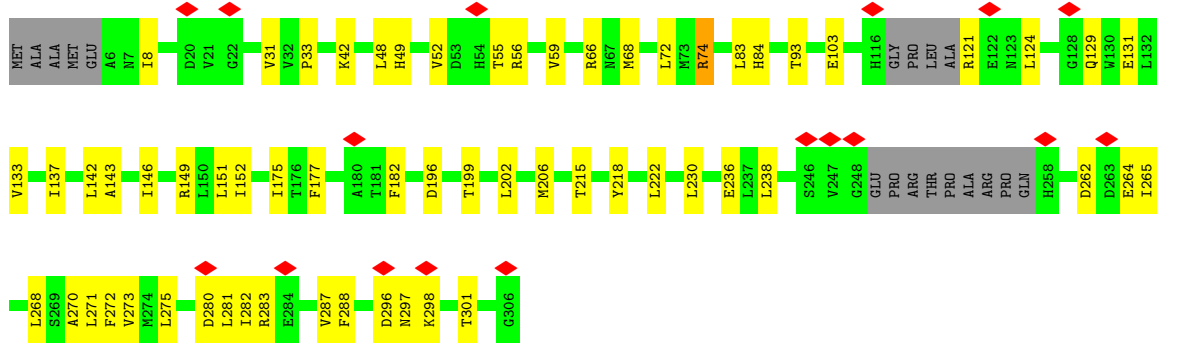 MET ALA ALA MET GLU A6 N7 I8 D20 V21 G22 V31 V32 P33 K42 L48 H49 V52 D53 H54 T55 R56 V59 R66 N67 M68 L72 M73 R74 L83 H84 T93 E103 H116 GLY PRO LEU ALA R121 E122 N123 L124 G128 Q129 W130 E131 L132
V133 I137 L142 A143 I146 R149 L150 L151 I152 I175 T176 F177 A180 T181 F182 D196 T199 L202 M206 T215 Y218 L222 L230 E236 L237 L238 S246 V247 G248 GLU PRO ARG THR PRO ALA ARG PRO GLN H258 D262 D263 E264 I265
L268 S269 A270 L271 F272 V273 M274 L275 D280 L281 I282 R283 E284 V287 F288 D296 N297 K298 T301 G306